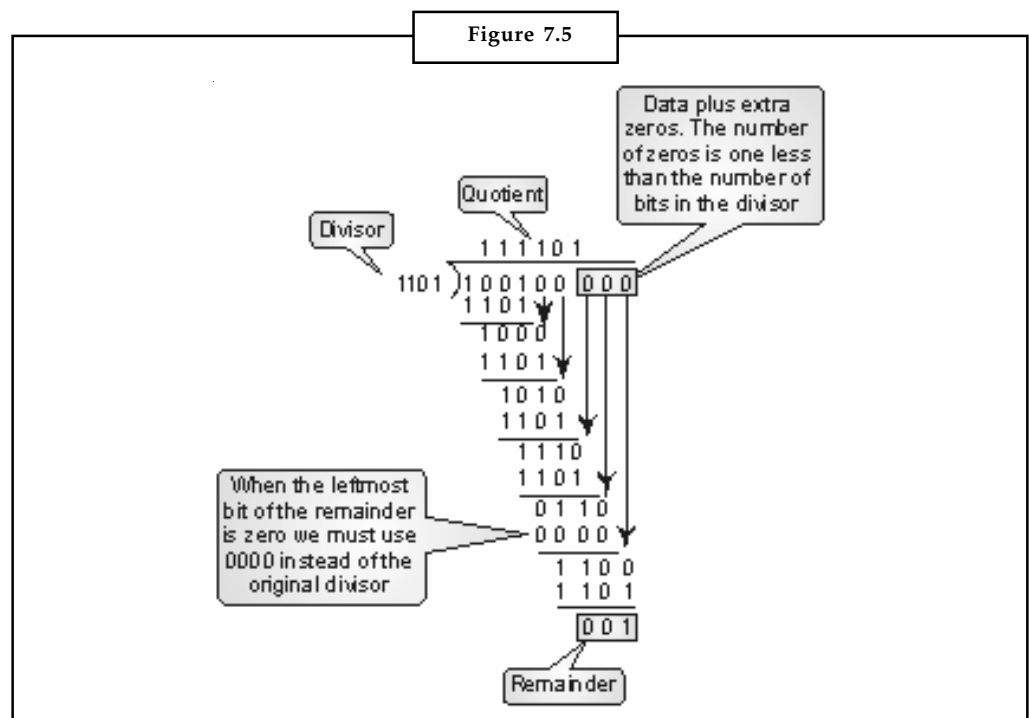 Figure 7.5
Data plus extra
zeros. The number
of zeros is one less
than the number of
bits in the divisor
Quotient
Divisor
1 1 1 1 0 1
1101 ) 1 0 0 1 0 0 0 0 0
1 1 0 1
1 0 0 0
1 1 0 1
1 0 1 0
1 1 0 1
1 1 1 0
1 1 0 1
When the leftmost
bit of the remainder
is zero we must use
0000 instead of the
original divisor
0 1 1 0
0 0 0 0
1 1 0 0
1 1 0 1
0 0 1
Remainder